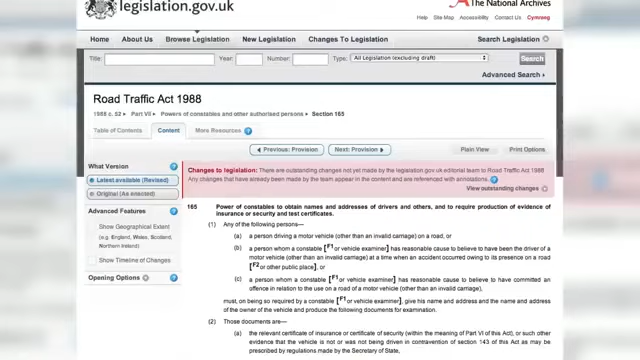 legislation.gov.uk
The National Archives
Help Site Map Accessibility Contact Us Cymraeg
Home About Us Browse Legislation New Legislation Changes To Legislation Search Legislation
Title: Year: Number: Type: All Legislation (excluding draft) Search
Advanced Search
Road Traffic Act 1988
1988 c. 52 Part VII Powers of constables and other authorised persons Section 165
Table of Contents Content More Resources
Previous: Provision Next: Provision Plain View Print Options
What Version
Latest available (Revised)
Original (As enacted)
Advanced Features
Show Geographical Extent
(e.g. England, Wales, Scotland, Northern Ireland)
Show Timeline of Changes
Opening Options
Changes to legislation: There are outstanding changes not yet made by the legislation.gov.uk editorial team to Road Traffic Act 1988
Any changes that have already been made by the team appear in the content and are referenced with annotations.
View outstanding changes
165 Power of constables to obtain names and addresses of drivers and others, and to require production of evidence of
insurance or security and test certificates.
(1) Any of the following persons—
(a) a person driving a motor vehicle (other than an invalid carriage) on a road, or
(b) a person whom a constable [F1 or vehicle examiner] has reasonable cause to believe to have been the driver of a
motor vehicle (other than an invalid carriage) at a time when an accident occurred owing to its presence on a road
[F2 or other public place], or
(c) a person whom a constable [F1 or vehicle examiner] has reasonable cause to believe to have committed an
offence in relation to the use on a road of a motor vehicle (other than an invalid carriage),
must, on being so required by a constable [F1 or vehicle examiner], give his name and address and the name and address
of the owner of the vehicle and produce the following documents for examination.
(2) Those documents are—
(a) the relevant certificate of insurance or certificate of security (within the meaning of Part VI of this Act), or such other
evidence that the vehicle is not or was not being driven in contravention of section 143 of this Act as may be
prescribed by regulations made by the Secretary of State,